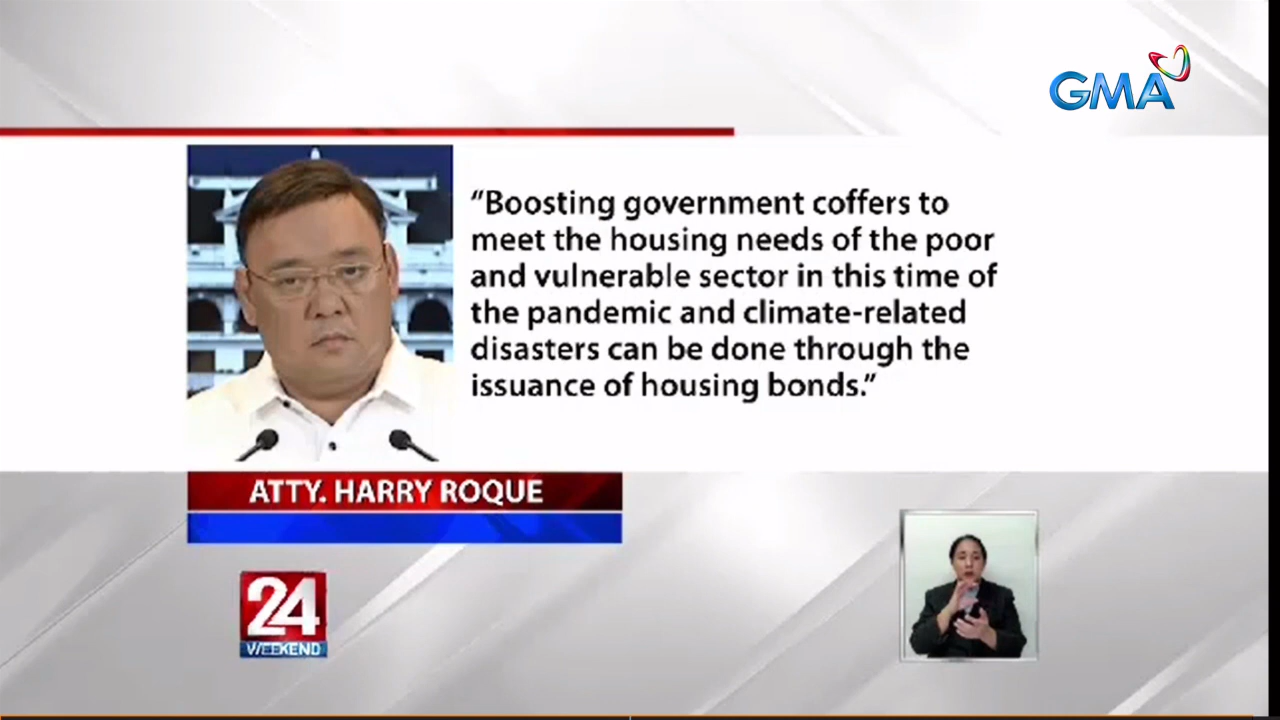 GMA
"Boosting government coffers to
meet the housing needs of the poor
and vulnerable sector in this time of
the pandemic and climate-related
disasters can be done through the
issuance of housing bonds."
ATTY. HARRY ROQUE
24
WEEKEND